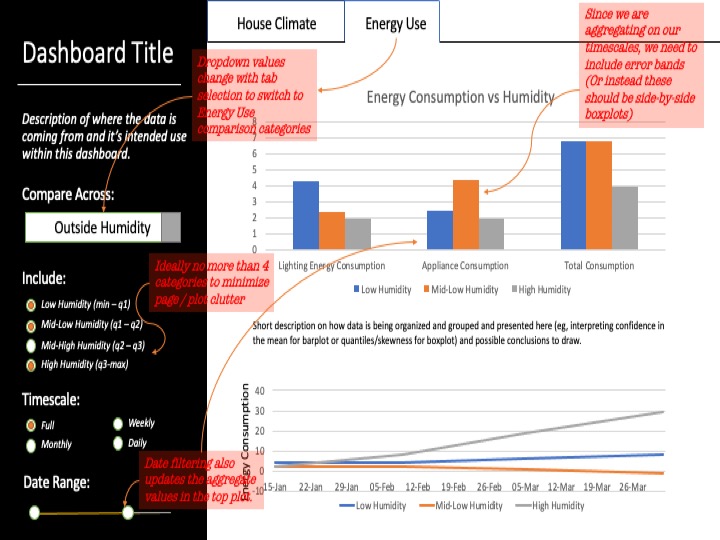 House Climate
Energy Use
Dashboard Title
Description of where the data is
coming from and it's intended use
within this dashboard.
Compare Across:
Outside Humidity
Include:
Low Humidity (min – q1)
Mid-Low Humidity (q1 – q2)
Mid-High Humidity (q2 – q3)
High Humidity (q3-max)
Timescale:
Full
Weekly
Monthly
Daily
Date Range:
Dropdown values
change with tab
selection to switch to
Energy Use
comparison categories
Since we are
aggregating on our
timescales, we need to
include error bands
(Or instead these
should be side-by-side
boxplots)
Ideally no more than 4
categories to minimize
page / plot clutter
Date filtering also
updates the aggregate
values in the top plot.
Energy Consumption vs Humidity
8
7
6
5
4
3
2
1
0
Lighting Energy Consumption
Appliance Consumption
Total Consumption
Low Humidity
Mid-Low Humidity
High Humidity
Short description on how data is being organized and grouped and presented here (eg, interpreting confidence in
the mean for barplot or quantiles/skewness for boxplot) and possible conclusions to draw.
Energy Consumption
40
30
20
10
0
-10
15-Jan 22-Jan 29-Jan 05-Feb 12-Feb 19-Feb 26-Feb 05-Mar 12-Mar 19-Mar 26-Mar
Low Humidity
Mid-Low Humidity
High Humidity